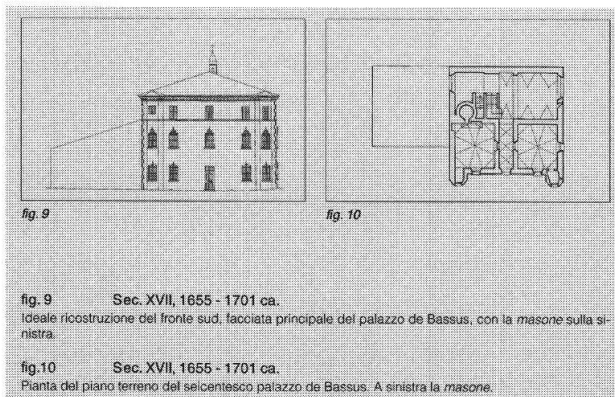 fig. 9
fig. 10
fig. 9 Sec. XVII, 1655 - 1701 ca.
Ideale ricostruzione del fronte sud, facciata principale del palazzo de Bassus, con la masone sulla si-
nistra.
fig.10 Sec. XVII, 1655 - 1701 ca.
Pianta del piano terreno del seicentesco palazzo de Bassus. A sinistra la masone.